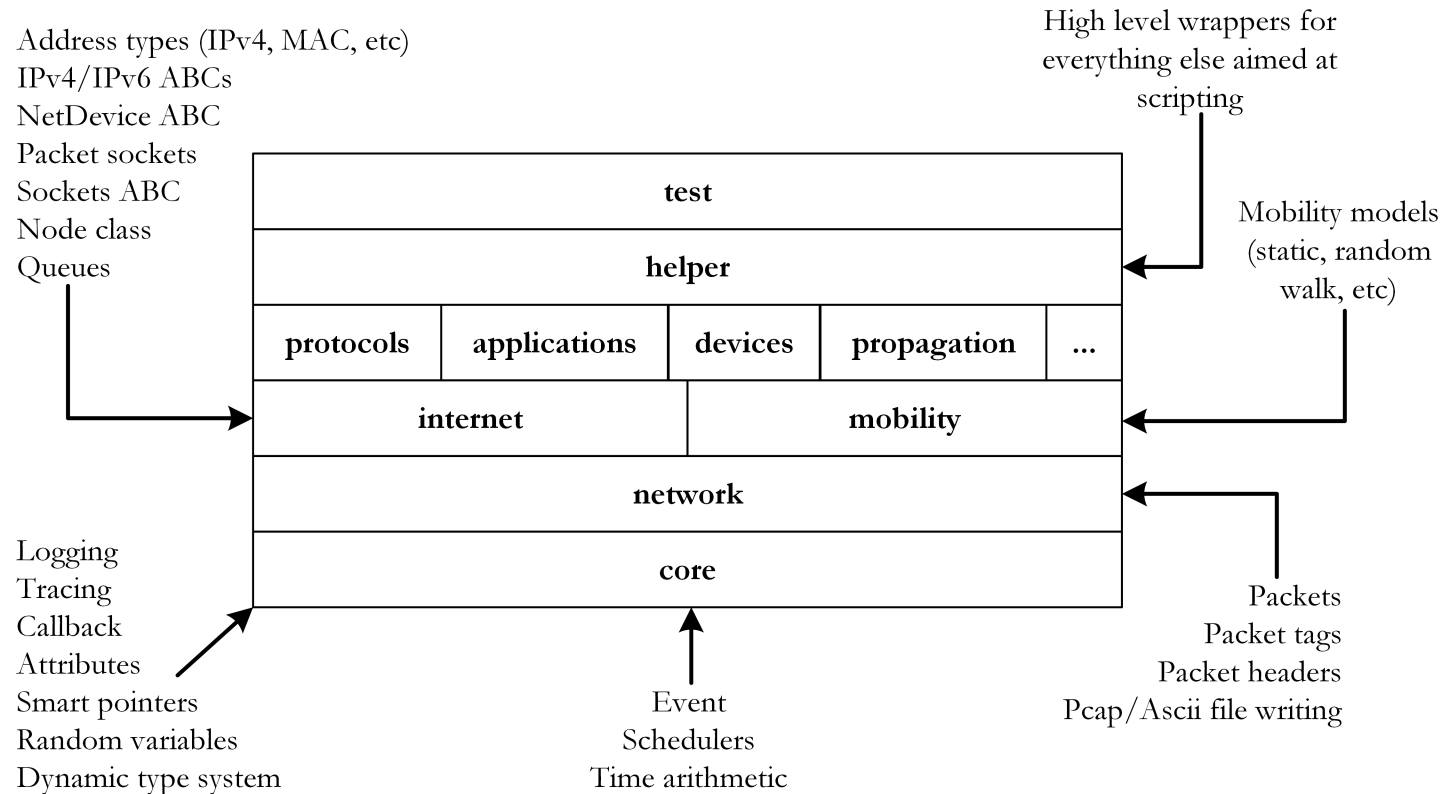 Address types (IPv4, MAC, etc)
IPv4/IPv6 ABCs
NetDevice ABC
Packet sockets
Sockets ABC
Node class
Queues
High level wrappers for
everything else aimed at
scripting
test
helper
Mobility models
(static, random
walk, etc)
protocols applications devices propagation ...
internet mobility
network
core
Logging
Tracing
Callback
Attributes
Smart pointers
Random variables
Dynamic type system
Event
Schedulers
Time arithmetic
Packets
Packet tags
Packet headers
Pcap/Ascii file writing